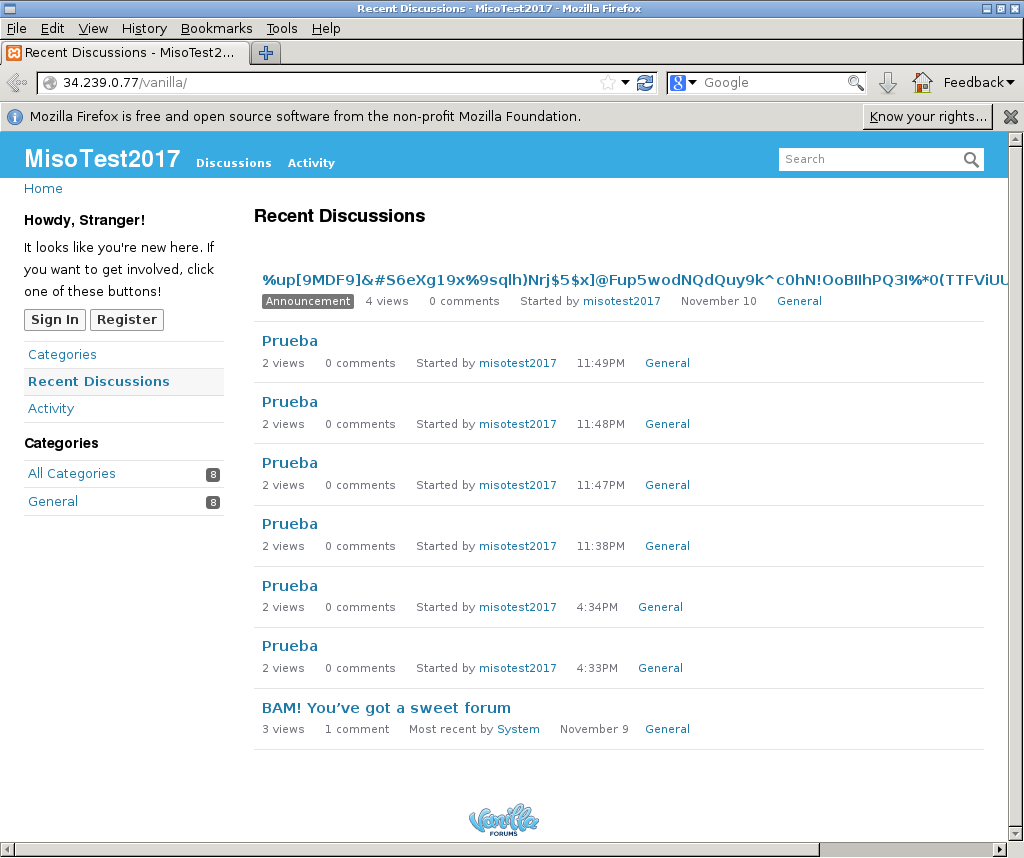 Recent Discussions - MisoTest2017 - Mozilla Firefox
File Edit View History Bookmarks Tools Help
Recent Discussions - MisoTest2...
34.239.0.77/vanilla/ Google Feedback
Mozilla Firefox is free and open source software from the non-profit Mozilla Foundation. Know your rights...
MisoTest2017 Discussions Activity Search
Home
Howdy, Stranger!
It looks like you're new here. If
you want to get involved, click
one of these buttons!
Sign In Register
Categories
Recent Discussions
Activity
Categories
All Categories 8
General 8
Recent Discussions
%up[9MDF9]&#S6eXg19x%9sqlh)Nrj$5$x]@Fup5wodNQdQuy9k^c0hN!OoBIIhPQ3I%*0(TTFViUU
Announcement 4 views 0 comments Started by misotest2017 November 10 General
Prueba
2 views 0 comments Started by misotest2017 11:49PM General
Prueba
2 views 0 comments Started by misotest2017 11:48PM General
Prueba
2 views 0 comments Started by misotest2017 11:47PM General
Prueba
2 views 0 comments Started by misotest2017 11:38PM General
Prueba
2 views 0 comments Started by misotest2017 4:34PM General
Prueba
2 views 0 comments Started by misotest2017 4:33PM General
BAM! You’ve got a sweet forum
3 views 1 comment Most recent by System November 9 General
Vanilla
FORUMS